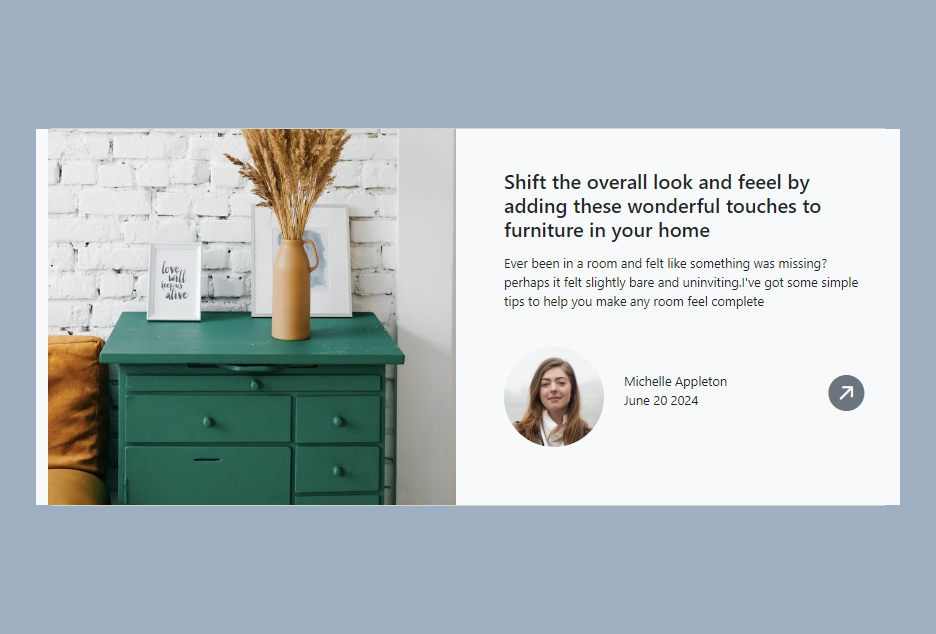 love
will
keep us
alive
Shift the overall look and feeel by
adding these wonderful touches to
furniture in your home
Ever been in a room and felt like something was missing?
perhaps it felt slightly bare and uninviting.I've got some simple
tips to help you make any room feel complete
Michelle Appleton
June 20 2024